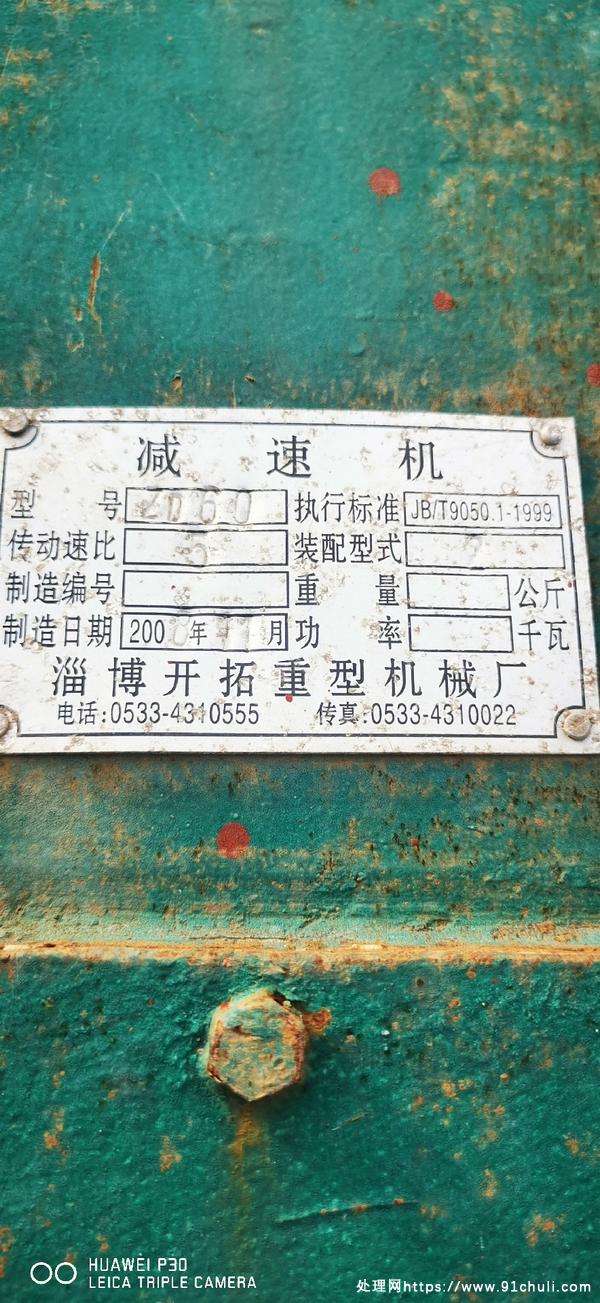 减 速 机
型 号 ZD60 执行标准 JB/T9050.1-1999
传动速比 5 装配型式
制造编号 重 量 公斤
制造日期 200 年 11 月 功 率 千瓦
淄博开拓重型机械厂
电话:0533-4310555 传真:0533-4310022
HUAWEI P30
LEICA TRIPLE CAMERA
处理网https://www.91chuli.com